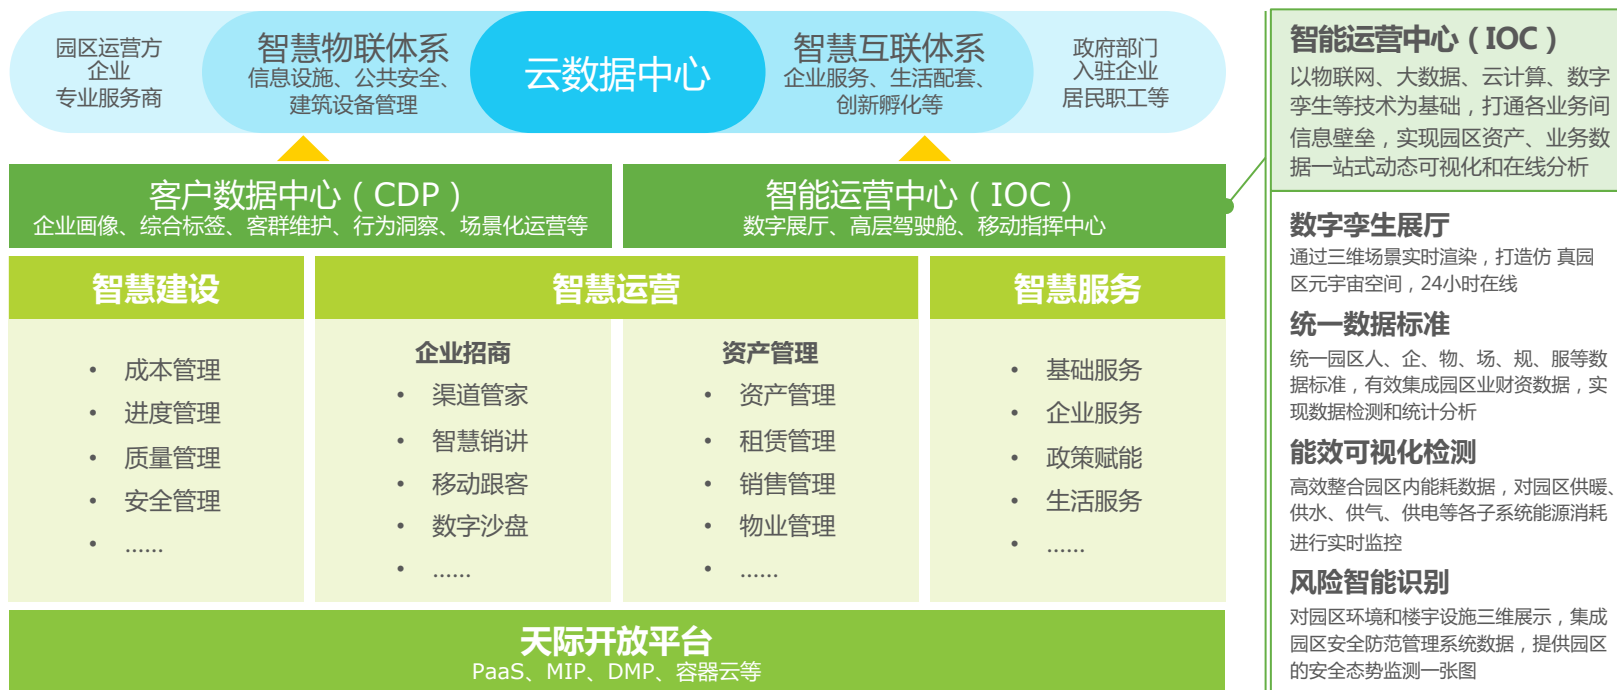 园区运营方
企业
专业服务商
智慧物联体系
信息设施、公共安全、
建筑设备管理
云数据中心
智慧互联体系
企业服务、生活配套、
创新孵化等
政府部门
入驻企业
居民职工等
客户数据中心（CDP）
企业画像、综合标签、客群维护、行为洞察、场景化运营等
智能运营中心（IOC）
数字展厅、高层驾驶舱、移动指挥中心
智慧建设
• 成本管理
• 进度管理
• 质量管理
• 安全管理
• ……
智慧运营
企业招商
• 渠道管家
• 智慧销讲
• 移动跟客
• 数字沙盘
• ……
资产管理
• 资产管理
• 租赁管理
• 销售管理
• 物业管理
• ……
智慧服务
• 基础服务
• 企业服务
• 政策赋能
• 生活服务
• ……
天际开放平台
PaaS、MIP、DMP、容器云等
智能运营中心（IOC）
以物联网、大数据、云计算、数字
孪生等技术为基础，打通各业务间
信息壁垒，实现园区资产、业务数
据一站式动态可视化和在线分析
数字孪生展厅
通过三维场景实时渲染，打造仿 真园
区元宇宙空间，24小时在线
统一数据标准
统一园区人、企、物、场、规、服等数
据标准，有效集成园区业财资数据，实
现数据检测和统计分析
能效可视化检测
高效整合园区内能耗数据，对园区供暖、
供水、供气、供电等各子系统能源消耗
进行实时监控
风险智能识别
对园区环境和楼宇设施三维展示，集成
园区安全防范管理系统数据，提供园区
的安全态势监测一张图